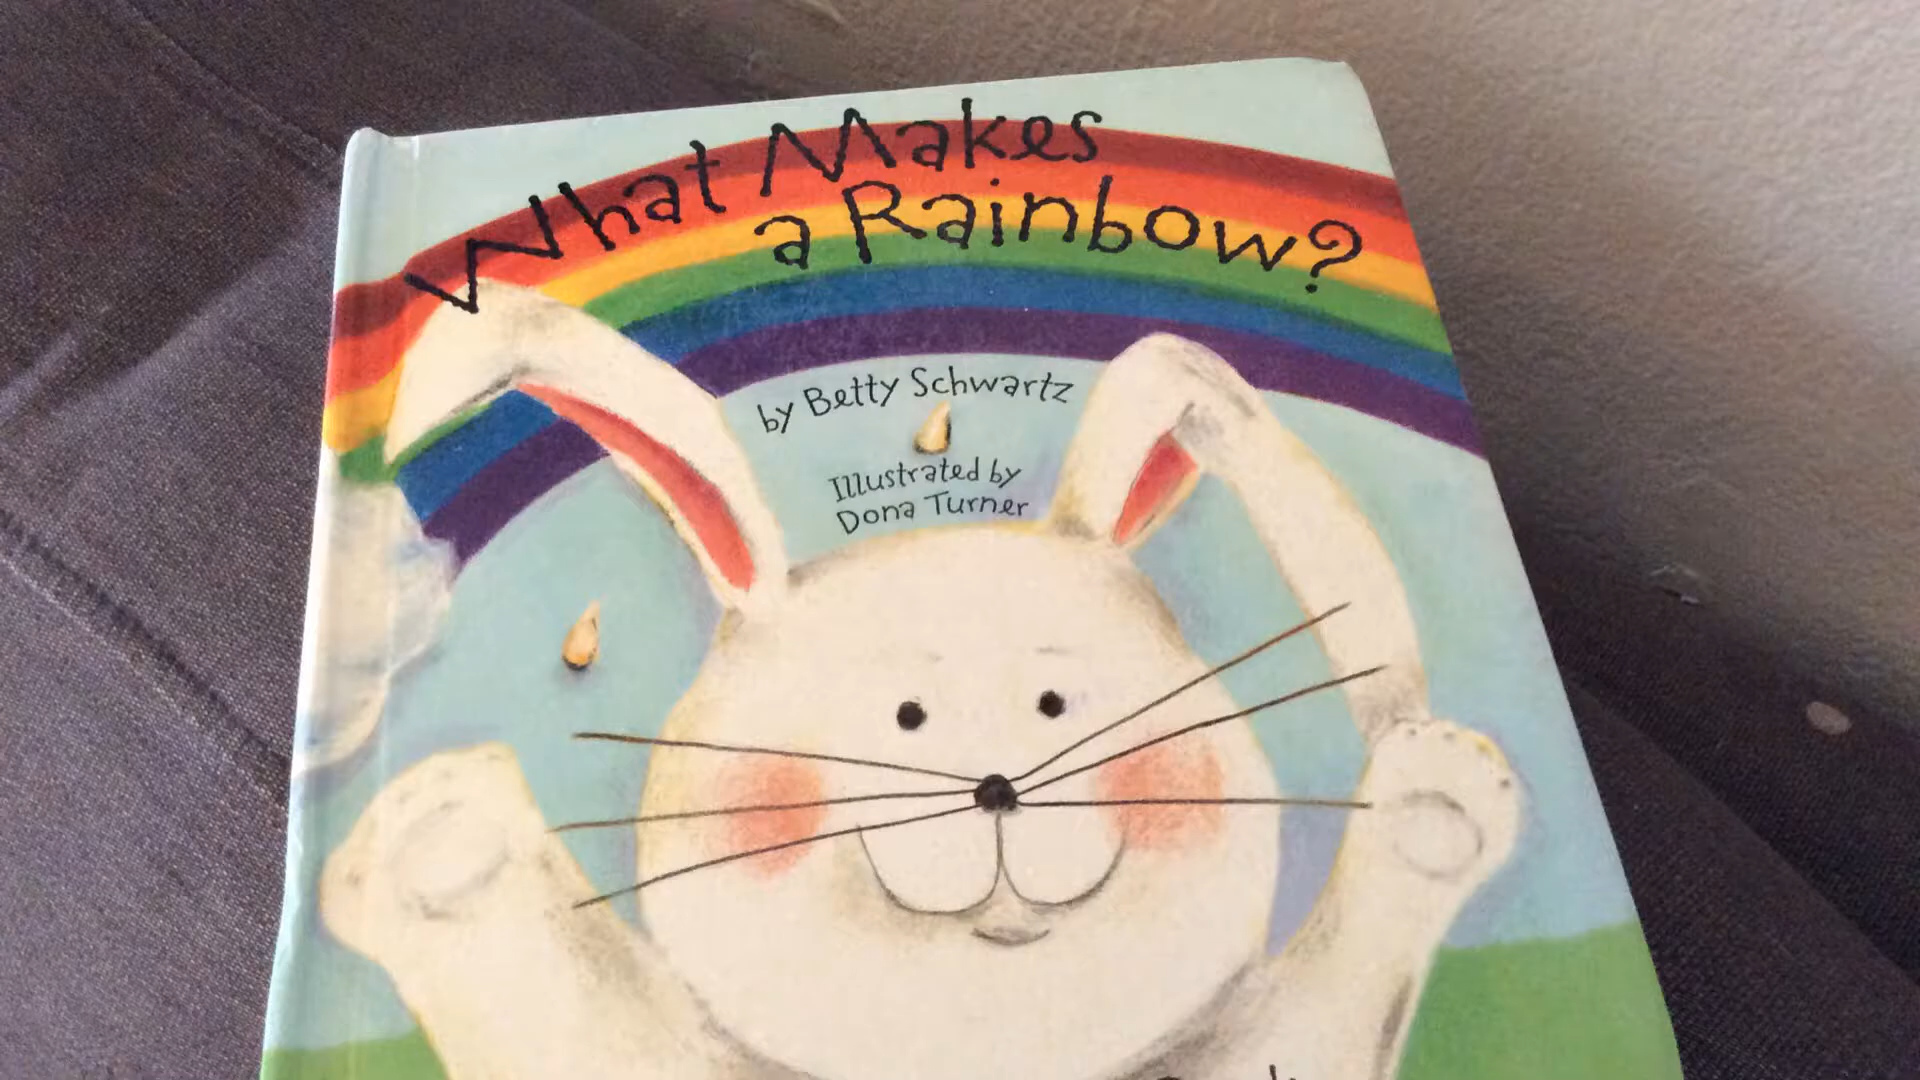 What Makes
a Rainbow?
by Betty Schwartz
Illustrated by
Dona Turner